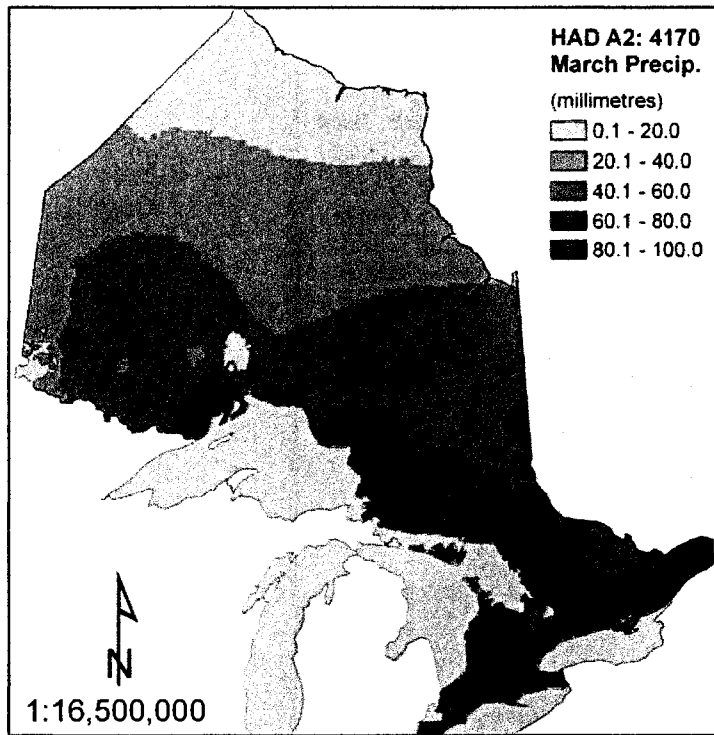 HAD A2: 4170
March Precip.
(millimetres)
0.1 - 20.0
20.1 - 40.0
40.1 - 60.0
60.1 - 80.0
80.1 - 100.0
N
1:16,500,000